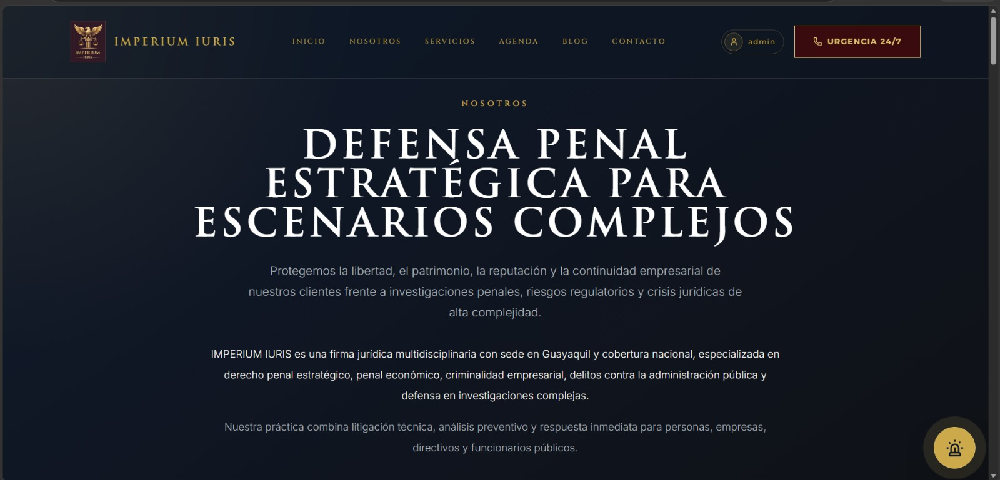 IMPERIUM
IURIS
IMPERIUM IURIS
INICIO
NOSOTROS
SERVICIOS
AGENDA
BLOG
CONTACTO
admin
URGENCIA 24/7
NOSOTROS
DEFENSA PENAL
ESTRATÉGICA PARA
ESCENARIOS COMPLEJOS
Protegemos la libertad, el patrimonio, la reputación y la continuidad empresarial de
nuestros clientes frente a investigaciones penales, riesgos regulatorios y crisis jurídicas de
alta complejidad.
IMPERIUM IURIS es una firma jurídica multidisciplinaria con sede en Guayaquil y cobertura nacional, especializada en
derecho penal estratégico, penal económico, criminalidad empresarial, delitos contra la administración pública y
defensa en investigaciones complejas.
Nuestra práctica combina litigación técnica, análisis preventivo y respuesta inmediata para personas, empresas,
directivos y funcionarios públicos.